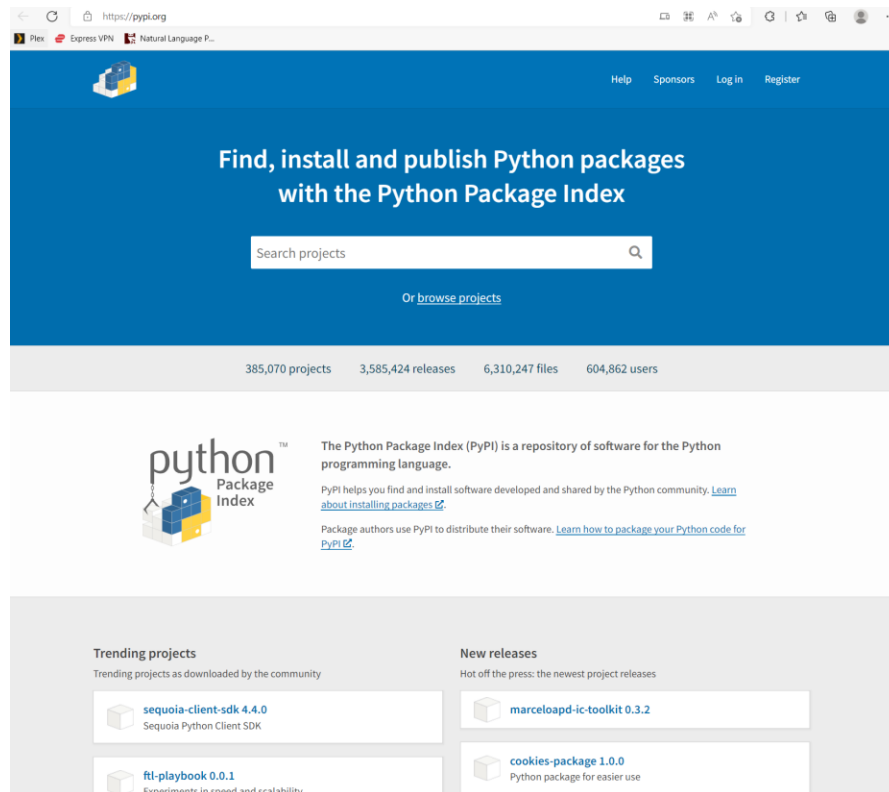 https://pypi.org
Plex Express VPN Natural Language P...
Help Sponsors Log in Register
Find, install and publish Python packages
with the Python Package Index
Search projects
Or browse projects
385,070 projects 3,585,424 releases 6,310,247 files 604,862 users
python™
Package
Index
The Python Package Index (PyPI) is a repository of software for the Python
programming language.
PyPI helps you find and install software developed and shared by the Python community. Learn
about installing packages.
Package authors use PyPI to distribute their software. Learn how to package your Python code for
PyPI.
Trending projects
Trending projects as downloaded by the community
sequoia-client-sdk 4.4.0
Sequoia Python Client SDK
ftl-playbook 0.0.1
Experiments in speed and scalability
New releases
Hot off the press: the newest project releases
marceloapd-ic-toolkit 0.3.2
cookies-package 1.0.0
Python package for easier use